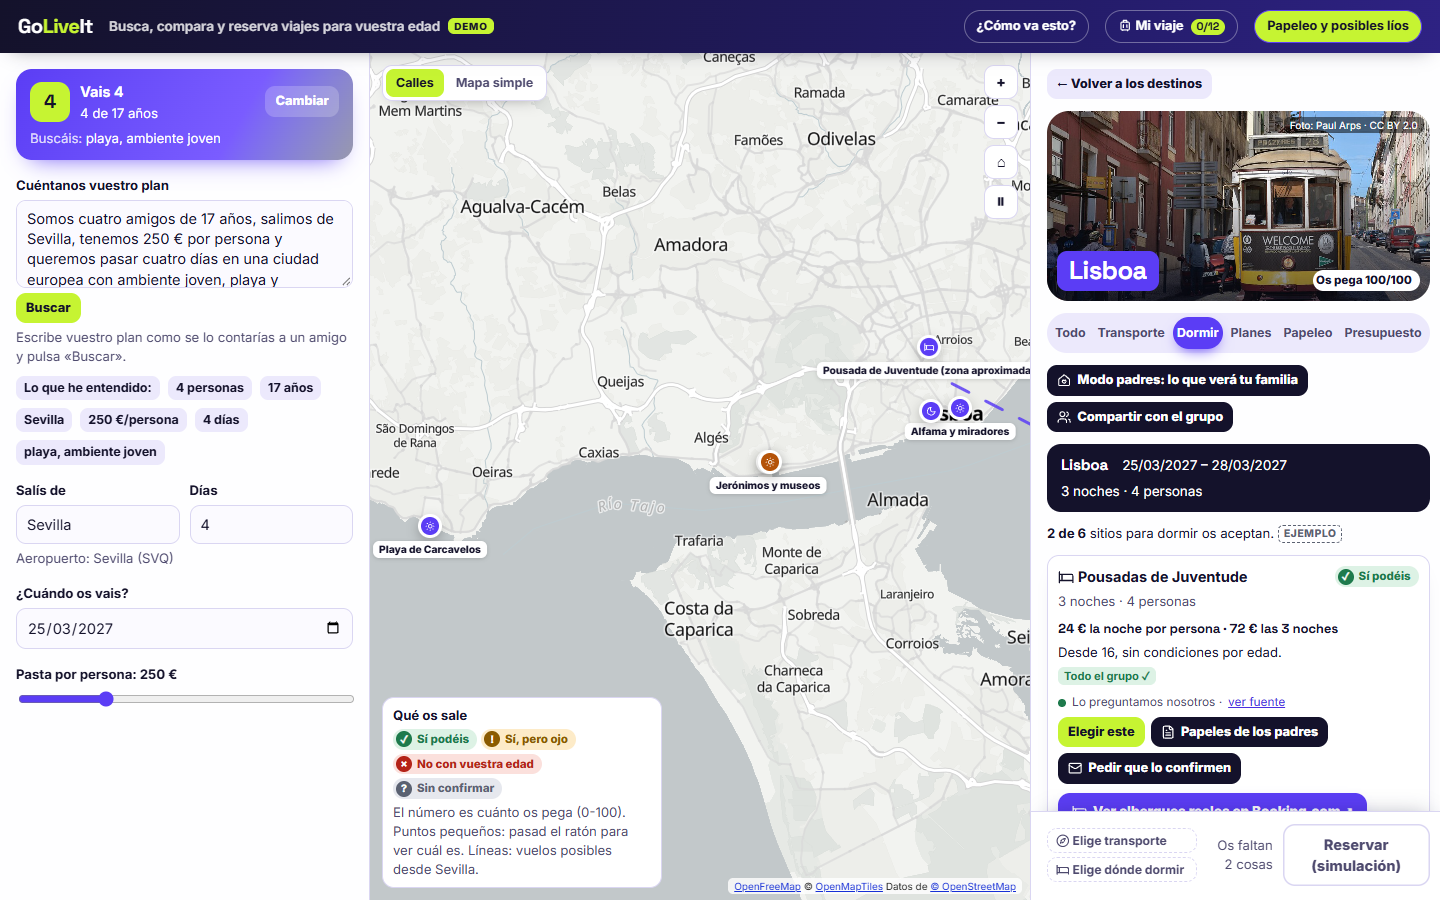 GoLiveIt
Busca, compara y reserva viajes para vuestra edad
DEMO
¿Cómo va esto?
Mi viaje
0/12
Papeleo y posibles líos
4
Vais 4
4 de 17 años
Cambiar
Buscáis: playa, ambiente joven
Cuéntanos vuestro plan
Somos cuatro amigos de 17 años, salimos de
Sevilla, tenemos 250 € por persona y
queremos pasar cuatro días en una ciudad
europea con ambiente joven, playa y
Buscar
Escribe vuestro plan como se lo contarías a un amigo
y pulsa «Buscar».
Lo que he entendido:
4 personas
17 años
Sevilla
250 €/persona
4 días
playa, ambiente joven
Salís de
Días
Sevilla
4
Aeropuerto: Sevilla (SVQ)
¿Cuándo os vais?
25/03/2027
Pasta por persona: 250 €
Calles
Mapa simple
Caneças
Mem Martins
Ramada
Camarate
Famões
Odivelas
Belas
Agualva-Cacém
Amadora
Arroios
Pousada de Juventude (zona aproximada
Queijas
Alfama y miradores
São Domingos
de Rana
Algés
Caxias
Oeiras
Jerónimos y museos
Rio Tajo
Almada
Playa de Carcavelos
Trafaria
Monte de
Caparica
Costa da
Caparica
Laranjeiro
Sobreda
Corroios
Charneca
da Caparica
Amora
+
−
Qué os sale
Sí podéis
Sí, pero ojo
No con vuestra edad
Sin confirmar
El número es cuánto os pega (0-100).
Puntos pequeños: pasad el ratón para
ver cuál es. Líneas: vuelos posibles
desde Sevilla.
OpenFreeMap © OpenMapTiles Datos de © OpenStreetMap
← Volver a los destinos
Foto: Paul Arps · CC BY 2.0
WELCOME
Lisboa
Os pega 100/100
Todo
Transporte
Dormir
Planes
Papeleo
Presupuesto
Modo padres: lo que verá tu familia
Compartir con el grupo
Lisboa 25/03/2027 – 28/03/2027
3 noches · 4 personas
2 de 6 sitios para dormir os aceptan. EJEMPLO
Pousadas de Juventude
Sí podéis
3 noches · 4 personas
24 € la noche por persona · 72 € las 3 noches
Desde 16, sin condiciones por edad.
Todo el grupo ✓
Lo preguntamos nosotros · ver fuente
Elegir este
Papeles de los padres
Pedir que lo confirmen
Ver albergues reales en Booking.com
Elige transporte
Elige dónde dormir
Os faltan
2 cosas
Reservar
(simulación)